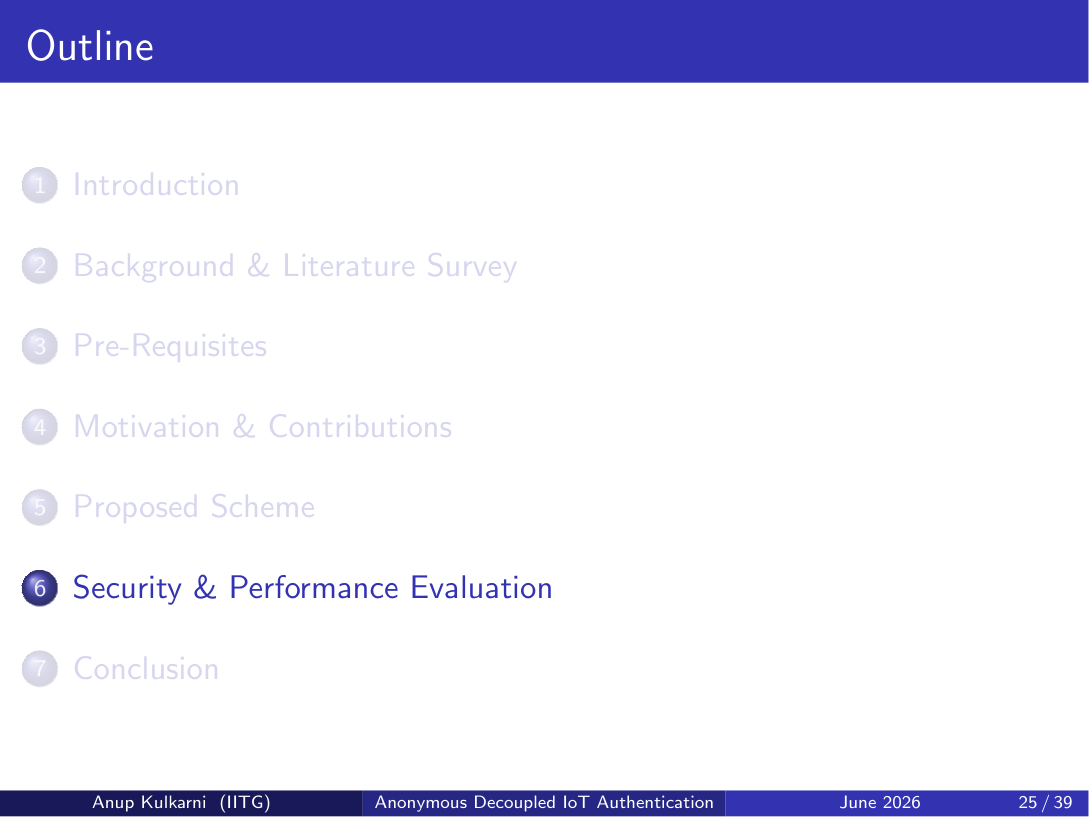 Outline
1 Introduction
2 Background & Literature Survey
3 Pre-Requisites
4 Motivation & Contributions
5 Proposed Scheme
6 Security & Performance Evaluation
7 Conclusion
Anup Kulkarni (IITG) Anonymous Decoupled IoT Authentication June 2026 25 / 39